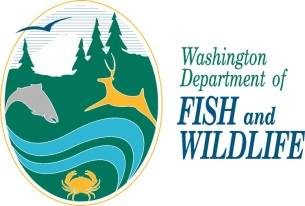 Washington
Department of
FISH and
WILDLIFE